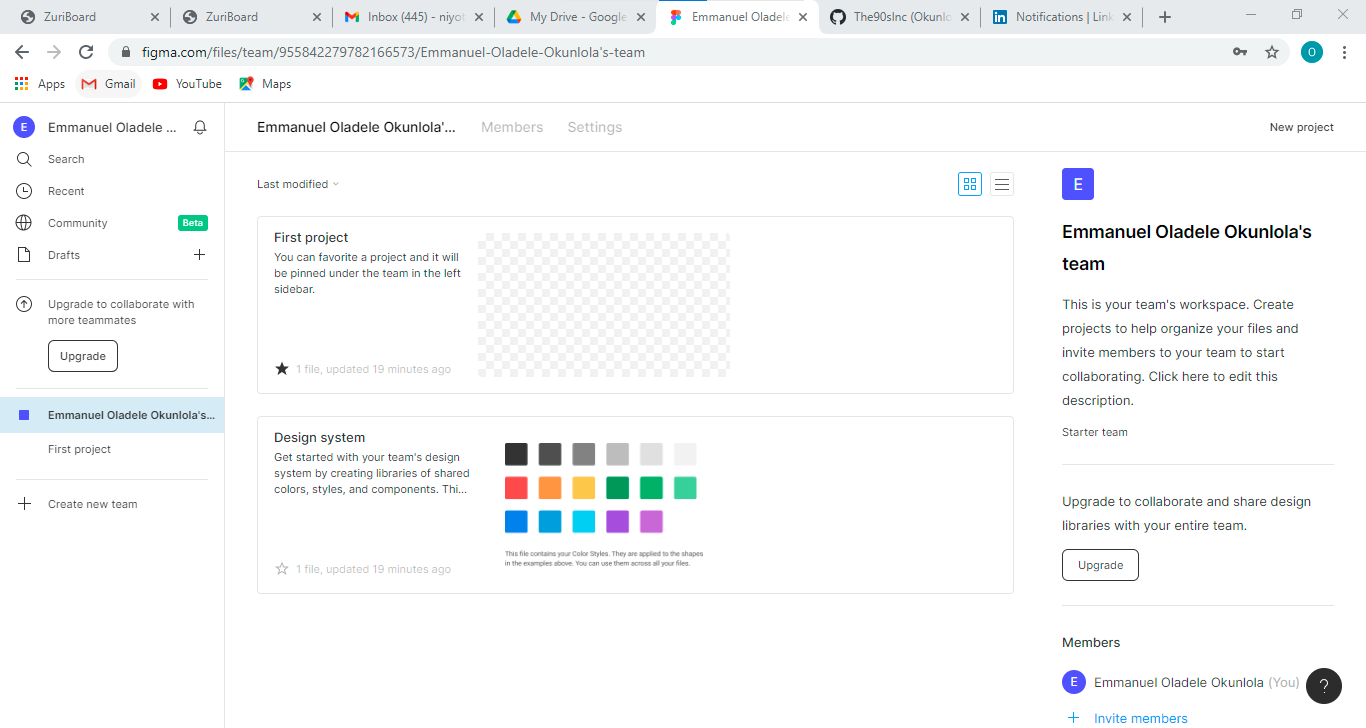 ZuriBoard
ZuriBoard
Inbox (445) - niyot
My Drive - Google
Emmanuel Oladele
The90sInc (Okunlo
Notifications | Link
figma.com/files/team/955842279782166573/Emmanuel-Oladele-Okunlola's-team
O
Apps
Gmail
YouTube
Maps
E
Emmanuel Oladele ...
Search
Recent
Community
Beta
Drafts
Upgrade to collaborate with
more teammates
Upgrade
Emmanuel Oladele Okunlola's...
First project
Create new team
Emmanuel Oladele Okunlola'...
Members
Settings
New project
Last modified
First project
You can favorite a project and it will
be pinned under the team in the left
sidebar.
1 file, updated 19 minutes ago
Design system
Get started with your team's design
system by creating libraries of shared
colors, styles, and components. Thi...
1 file, updated 19 minutes ago
This file contains your Color Styles. They are applied to the shapes
in the examples above. You can use them across all your files.
E
Emmanuel Oladele Okunlola's
team
This is your team's workspace. Create
projects to help organize your files and
invite members to your team to start
collaborating. Click here to edit this
description.
Starter team
Upgrade to collaborate and share design
libraries with your entire team.
Upgrade
Members
E
Emmanuel Oladele Okunlola (You)
?
Invite members